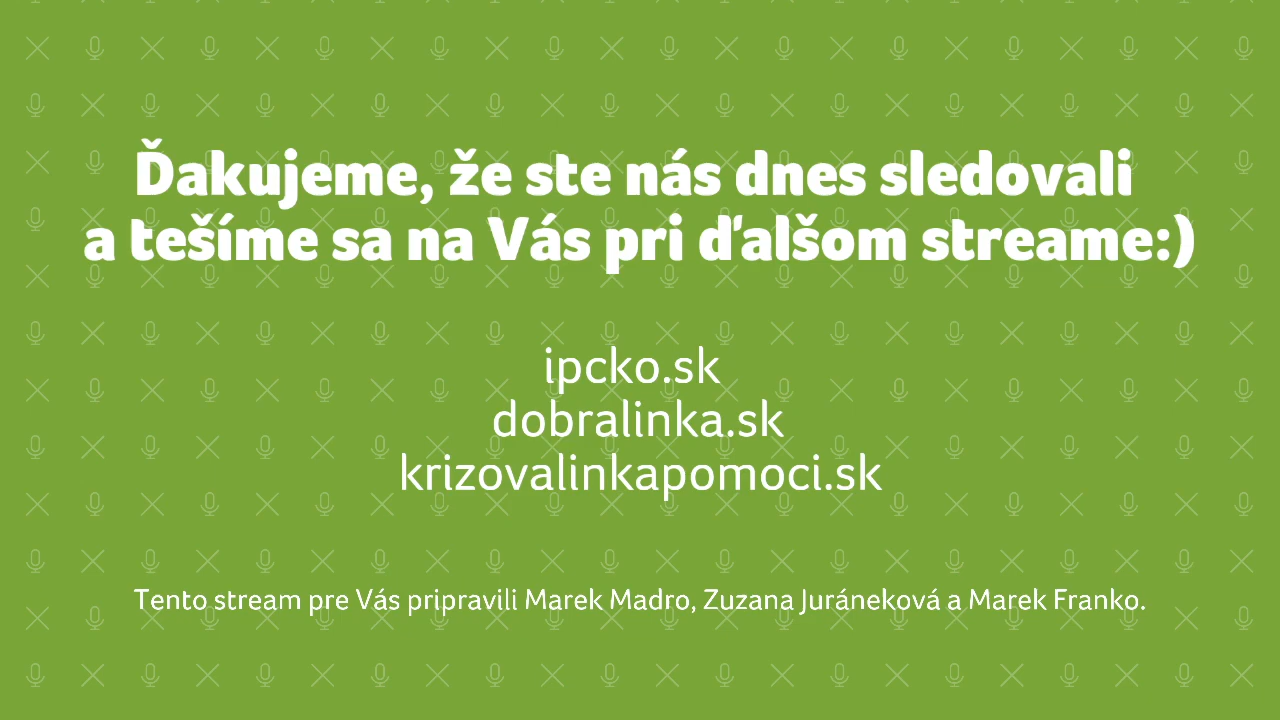 Ďakujeme, že ste nás dnes sledovali
a tešíme sa na Vás pri ďalšom streame:)
ipcko.sk
dobralinka.sk
krizovalinkapomoci.sk
Tento stream pre Vás pripravili Marek Madro, Zuzana Juráneková a Marek Franko.